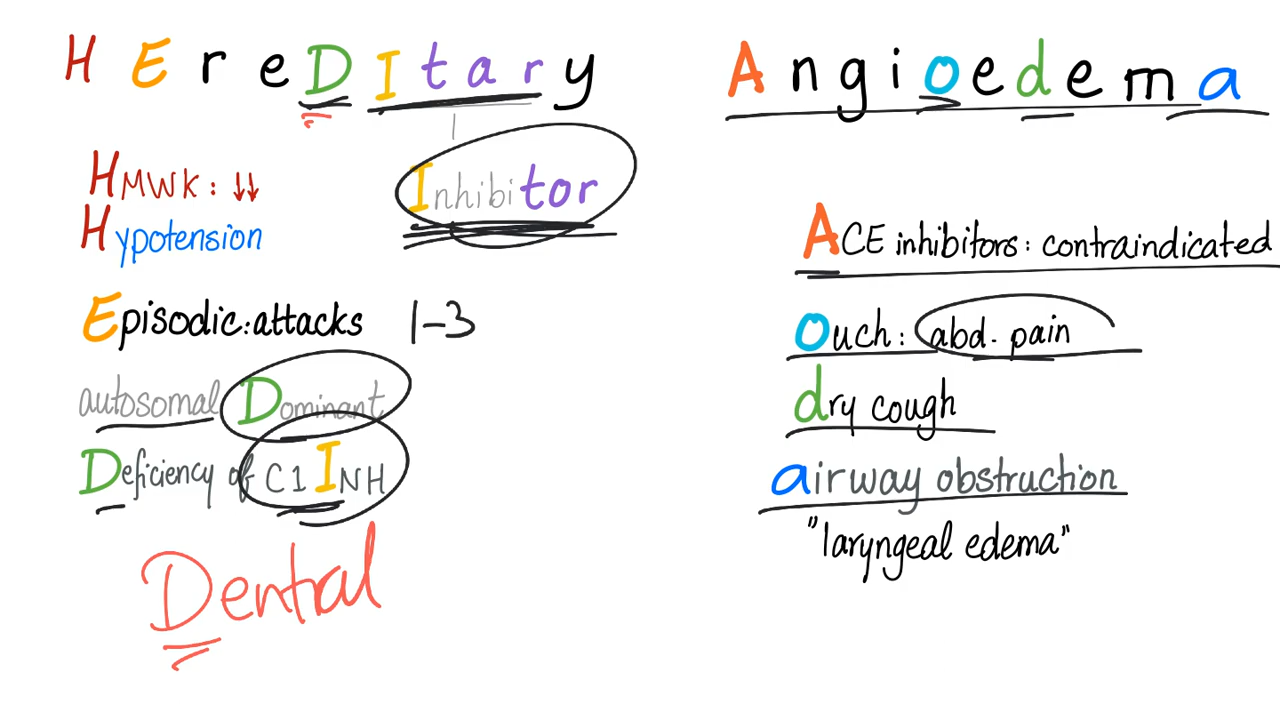 HEreDItary
HMWK: ↓↓
Hypotension
Inhibitor
Episodic: attacks 1-3
autosomal Dominant
Deficiency of C1 INH
Dental
Angioedema
ACE inhibitors: contraindicated
Ouch: abd. pain
dry cough
airway obstruction
"laryngeal edema"